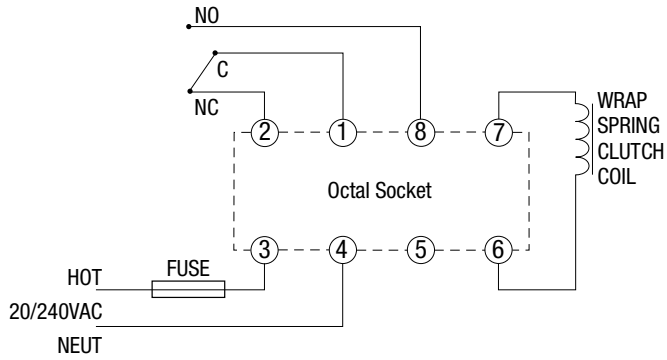 NO
C
NC
2 1 8 7
WRAP
SPRING
CLUTCH
COIL
Octal Socket
3 4 5 6
HOT
FUSE
20/240VAC
NEUT